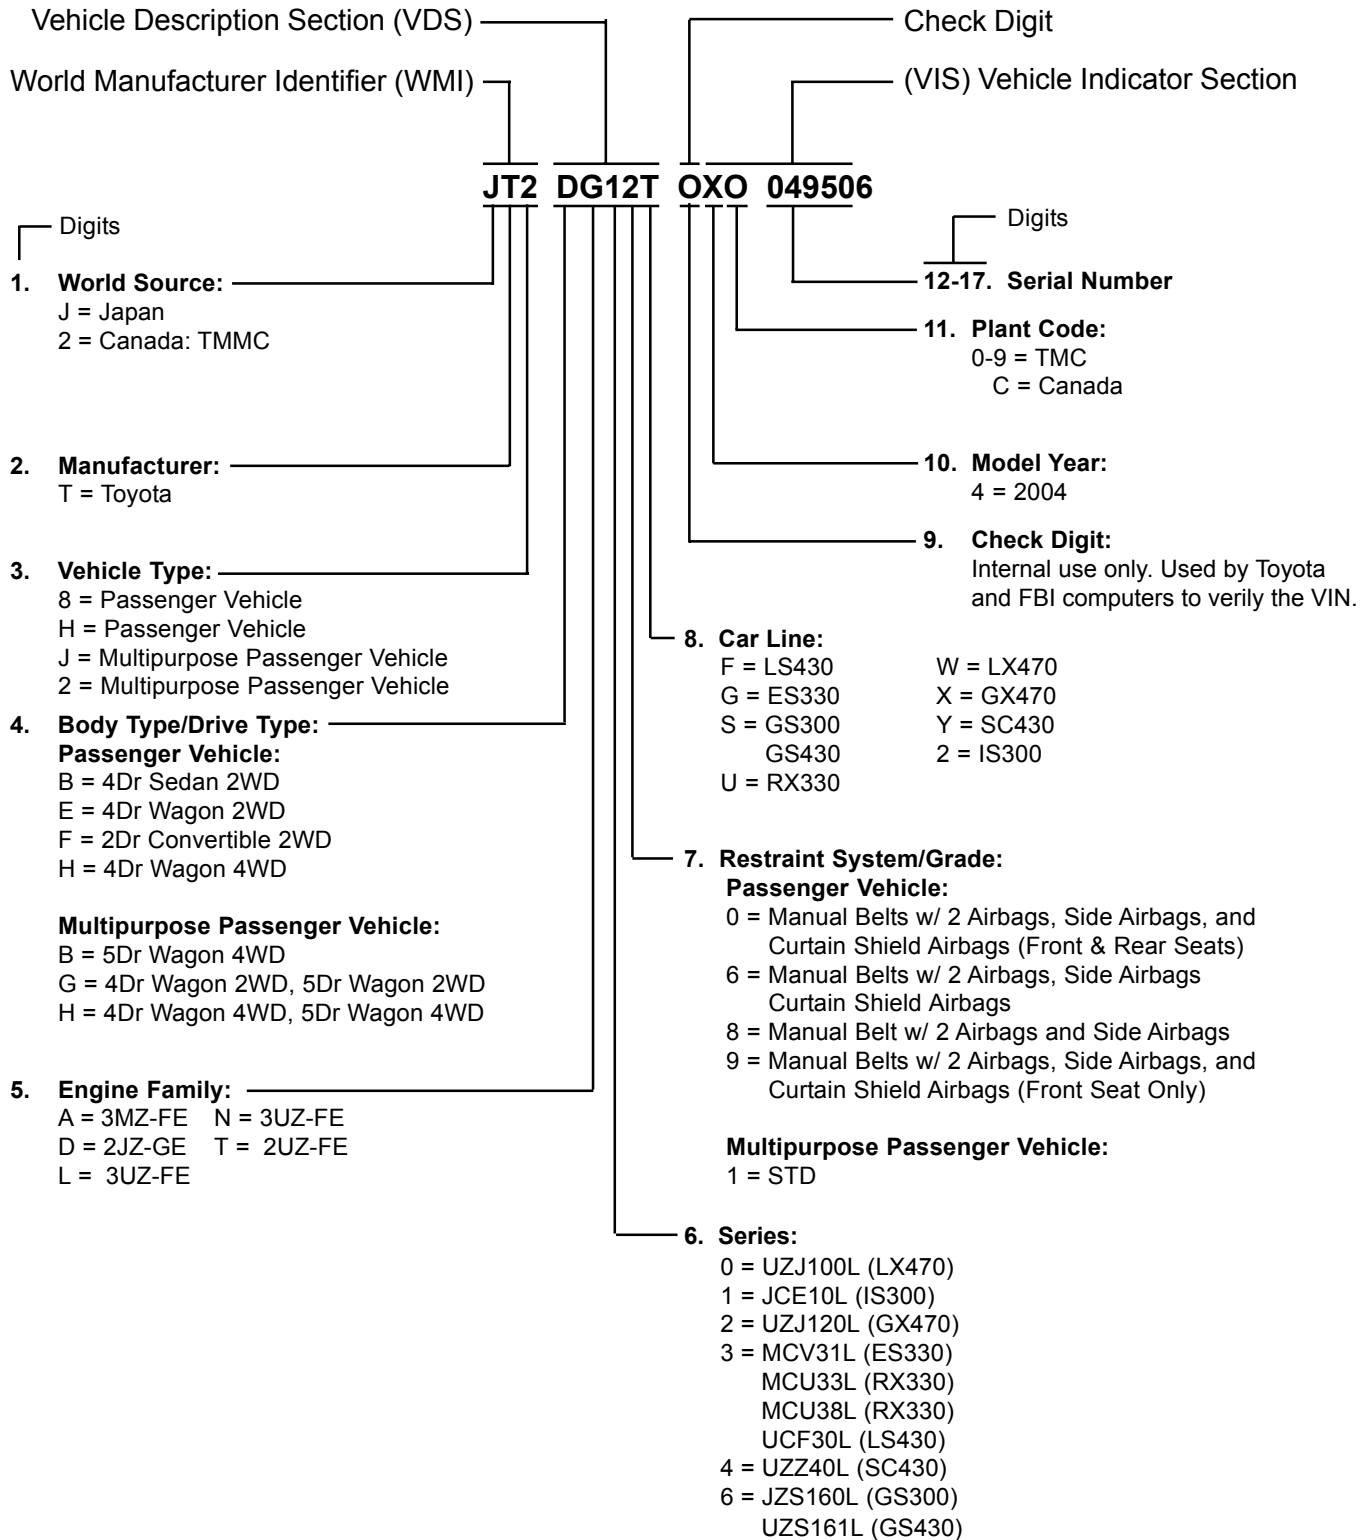 Vehicle Description Section (VDS)
Check Digit
World Manufacturer Identifier (WMI)
(VIS) Vehicle Indicator Section
JT2 DG12T OXO 049506
Digits
1. World Source:
J = Japan
2 = Canada: TMMC
2. Manufacturer:
T = Toyota
3. Vehicle Type:
8 = Passenger Vehicle
H = Passenger Vehicle
J = Multipurpose Passenger Vehicle
2 = Multipurpose Passenger Vehicle
4. Body Type/Drive Type:
Passenger Vehicle:
B = 4Dr Sedan 2WD
E = 4Dr Wagon 2WD
F = 2Dr Convertible 2WD
H = 4Dr Wagon 4WD
Multipurpose Passenger Vehicle:
B = 5Dr Wagon 4WD
G = 4Dr Wagon 2WD, 5Dr Wagon 2WD
H = 4Dr Wagon 4WD, 5Dr Wagon 4WD
5. Engine Family:
A = 3MZ-FE N = 3UZ-FE
D = 2JZ-GE T = 2UZ-FE
L = 3UZ-FE
Digits
12-17. Serial Number
11. Plant Code:
0-9 = TMC
C = Canada
10. Model Year:
4 = 2004
9. Check Digit:
Internal use only. Used by Toyota
and FBI computers to verily the VIN.
8. Car Line:
F = LS430 W = LX470
G = ES330 X = GX470
S = GS300 Y = SC430
GS430 2 = IS300
U = RX330
7. Restraint System/Grade:
Passenger Vehicle:
0 = Manual Belts w/ 2 Airbags, Side Airbags, and
Curtain Shield Airbags (Front & Rear Seats)
6 = Manual Belts w/ 2 Airbags, Side Airbags
Curtain Shield Airbags
8 = Manual Belt w/ 2 Airbags and Side Airbags
9 = Manual Belts w/ 2 Airbags, Side Airbags, and
Curtain Shield Airbags (Front Seat Only)
Multipurpose Passenger Vehicle:
1 = STD
6. Series:
0 = UZJ100L (LX470)
1 = JCE10L (IS300)
2 = UZJ120L (GX470)
3 = MCV31L (ES330)
MCU33L (RX330)
MCU38L (RX330)
UCF30L (LS430)
4 = UZZ40L (SC430)
6 = JZS160L (GS300)
UZS161L (GS430)